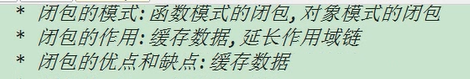 * 闭包的模式:函数模式的闭包,对象模式的闭包
* 闭包的作用:缓存数据,延长作用域链
* 闭包的优点和缺点:缓存数据